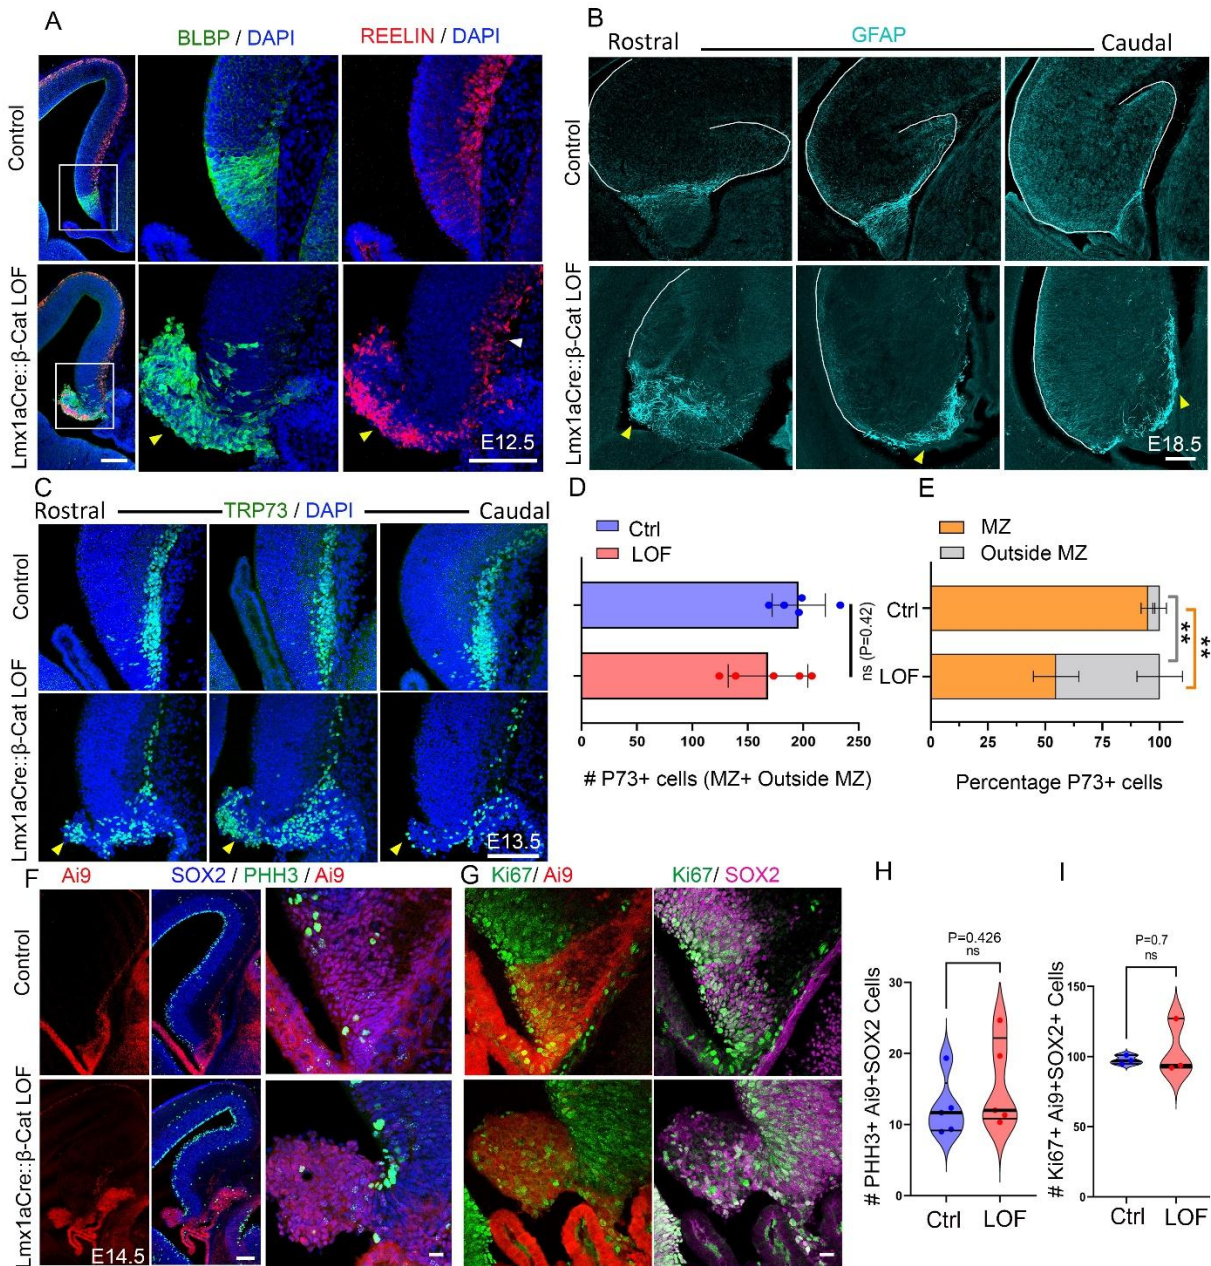 A
BLBP / DAPI
REELIN / DAPI
Control
Lmx1aCre::β-Cat LOF
E12.5
B
GFAP
Rostral
Caudal
Control
Lmx1aCre::β-Cat LOF
E18.5
C
Rostral
TRP73 / DAPI
Caudal
Control
Lmx1aCre::β-Cat LOF
E13.5
D
Ctrl
LOF
ns (P=0.42)
0
50
100
150
200
250
# P73+ cells (MZ+ Outside MZ)
E
MZ
Outside MZ
Ctrl
LOF
**
**
0
25
50
75
100
Percentage P73+ cells
F
Ai9
SOX2 / PHH3 / Ai9
Control
Lmx1aCre::β-Cat LOF
E14.5
G
Ki67/ Ai9
Ki67/ SOX2
H
P=0.426
ns
# PHH3+ Ai9+SOX2 Cells
30
20
10
0
Ctrl
LOF
I
P=0.7
ns
# Ki67+ Ai9+SOX2+ Cells
150
100
50
0
Ctrl
LOF